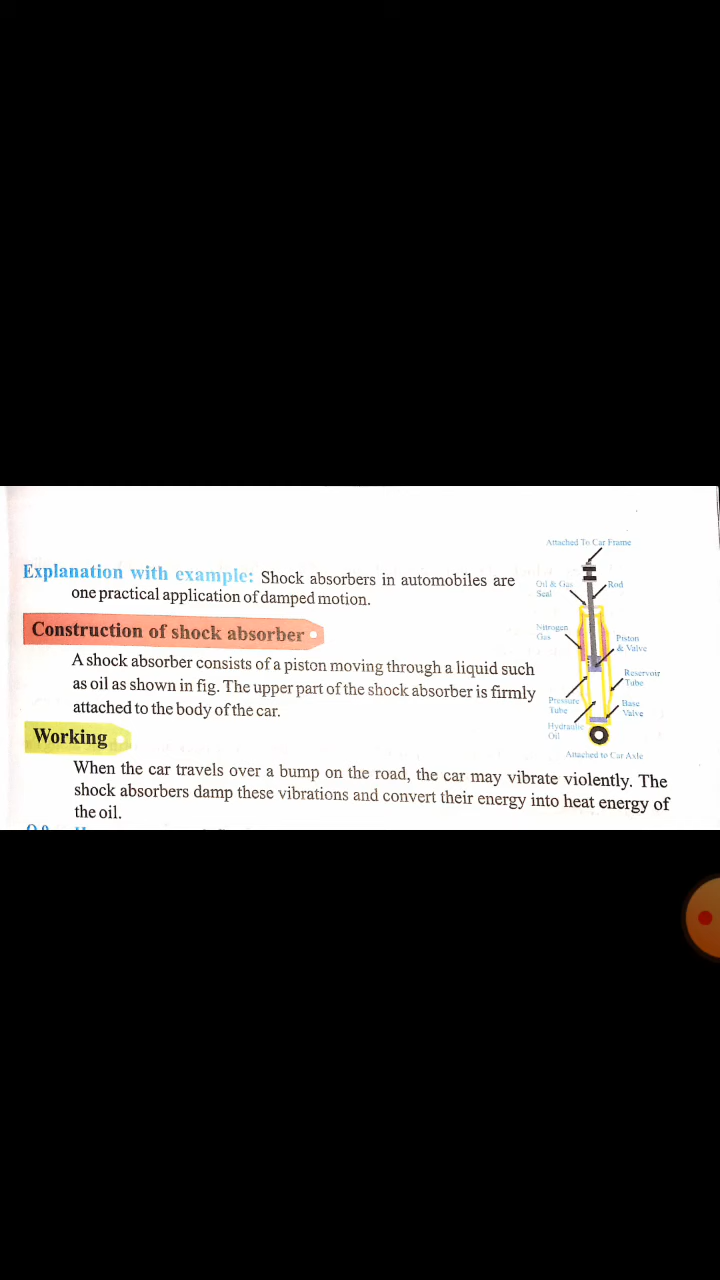 Attached To Car Frame
Explanation with example: Shock absorbers in automobiles are
one practical application of damped motion.
Oil & Gas
Seal
Rod
Construction of shock absorber
Nitrogen
Gas
Piston
& Valve
A shock absorber consists of a piston moving through a liquid such
as oil as shown in fig. The upper part of the shock absorber is firmly
attached to the body of the car.
Reservoir
Tube
Pressure
Tube
Base
Valve
Hydraulic
Oil
Working
Attached to Car Axle
When the car travels over a bump on the road, the car may vibrate violently. The
shock absorbers damp these vibrations and convert their energy into heat energy of
the oil.